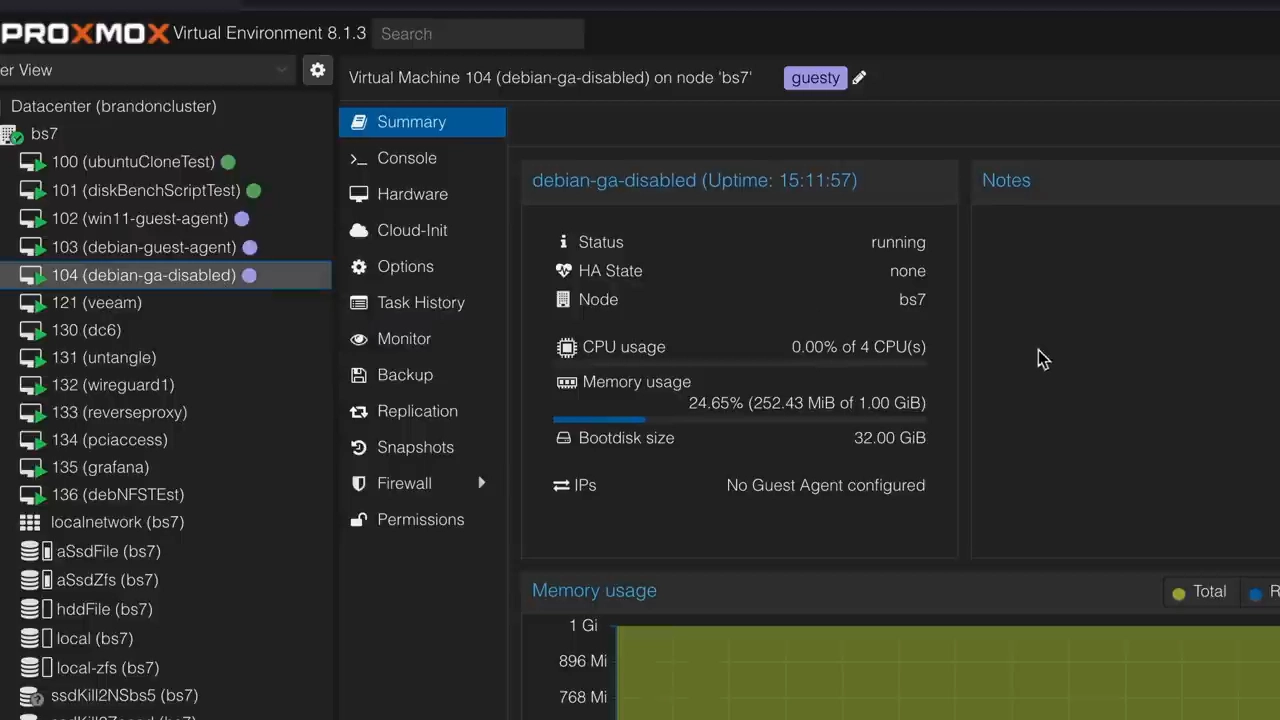 PROXMOX Virtual Environment 8.1.3 Search
er View
Virtual Machine 104 (debian-ga-disabled) on node 'bs7' guesty
Datacenter (brandoncluster)
bs7
100 (ubuntuCloneTest)
101 (diskBenchScriptTest)
102 (win11-guest-agent)
103 (debian-guest-agent)
104 (debian-ga-disabled)
121 (veeam)
130 (dc6)
131 (untangle)
132 (wireguard1)
133 (reverseproxy)
134 (pciaccess)
135 (grafana)
136 (debNFSTEst)
localnetwork (bs7)
aSsdFile (bs7)
aSsdZfs (bs7)
hddFile (bs7)
local (bs7)
local-zfs (bs7)
ssdKill2NSbs5 (bs7)
Summary
Console
Hardware
Cloud-Init
Options
Task History
Monitor
Backup
Replication
Snapshots
Firewall
Permissions
debian-ga-disabled (Uptime: 15:11:57)
Status running
HA State none
Node bs7
CPU usage 0.00% of 4 CPU(s)
Memory usage
24.65% (252.43 MiB of 1.00 GiB)
Bootdisk size 32.00 GiB
IPs No Guest Agent configured
Notes
Memory usage
Total R
1 Gi
896 Mi
768 Mi